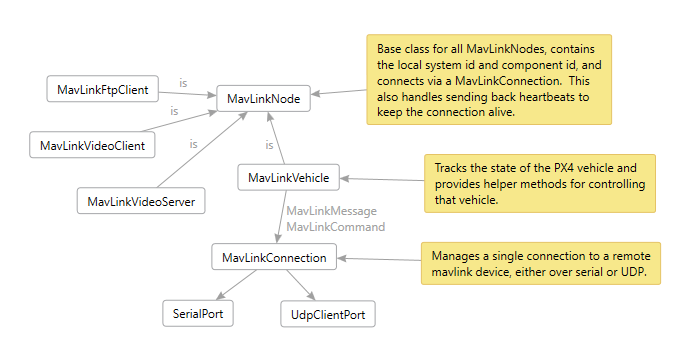 Base class for all MavLinkNodes, contains
the local system id and component id, and
connects via a MavLinkConnection.  This
also handles sending back heartbeats to
keep the connection alive.
is
MavLinkFtpClient
MavLinkNode
is
MavLinkVideoClient
is
is
Tracks the state of the PX4 vehicle and
provides helper methods for controlling
that vehicle.
MavLinkVehicle
MavLinkVideoServer
MavLinkMessage
MavLinkCommand
MavLinkConnection
Manages a single connection to a remote
mavlink device, either over serial or UDP.
SerialPort
UdpClientPort